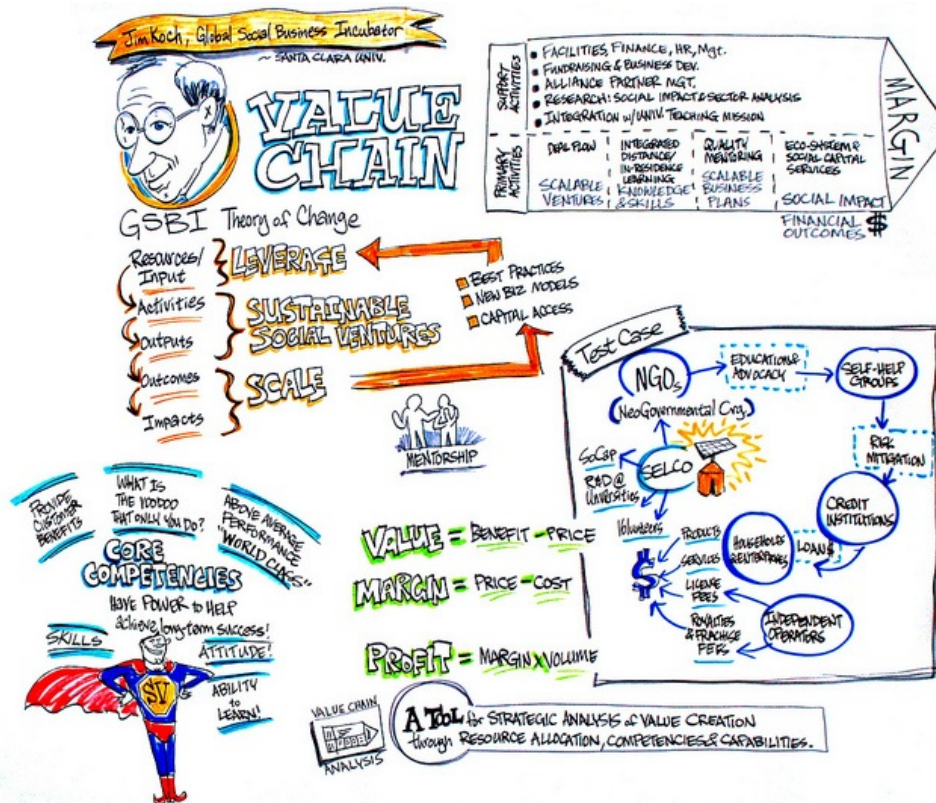 Jim Koch, Global Social Business Incubator
~ SANTA CLARA UNIV.
VALUE
CHAIN
GSBI Theory of Change
Resources/
Input
Activities
Outputs
Outcomes
Impacts
LEVERAGE
SUSTAINABLE
SOCIAL VENTURES
SCALE
BEST PRACTICES
NEW BIZ MODELS
CAPITAL ACCESS
MENTORSHIP
SUPPORT
ACTIVITIES
• FACILITIES, FINANCE, HR, Mgt.
• FUNDRAISING & BUSINESS DEV.
• ALLIANCE PARTNER MGT.
• RESEARCH: SOCIAL IMPACT & SECTOR ANALYSIS
• INTEGRATION w/UNIV. TEACHING MISSION
PRIMARY
ACTIVITIES
DEAL FLOW
SCALABLE
VENTURES
INTEGRATED
DISTANCE/
IN-RESIDENCE
LEARNING
KNOWLEDGE
& SKILLS
QUALITY
MENTORING
SCALABLE
BUSINESS
PLANS
ECO-SYSTEM &
SOCIAL CAPITAL
SERVICES
SOCIAL IMPACT
FINANCIAL $
OUTCOMES
MARGIN
Test Case
NGOs
(NeoGovernmental Org.)
EDUCATION &
ADVOCACY
SELF-HELP
GROUPS
RISK
MITIGATION
CREDIT
INSTITUTIONS
LOAN$
HOUSEHOLDS
& ENTERPRISES
SELCO
SoCap
R&D @
Universities
Volunteers
$
PRODUCTS
SERVICES
LICENSE
FEES
ROYALTIES
& FRACHISE
FEES
INDEPENDENT
OPERATORS
PROVIDE
CUSTOMER
BENEFITS
WHAT IS
THE VOODOO
THAT ONLY YOU DO?
ABOVE AVERAGE
PERFORMANCE
"WORLD CLASS"
CORE
COMPETENCIES
HAVE POWER to HELP
achieve long-term success!
SKILLS
ATTITUDE!
ABILITY
to
LEARN!
SV
VALUE = BENEFIT – PRICE
MARGIN = PRICE – COST
PROFIT = MARGIN x VOLUME
VALUE CHAIN
ANALYSIS
A TOOL for STRATEGIC ANALYSIS of VALUE CREATION
through RESOURCE ALLOCATION, COMPETENCIES & CAPABILITIES.